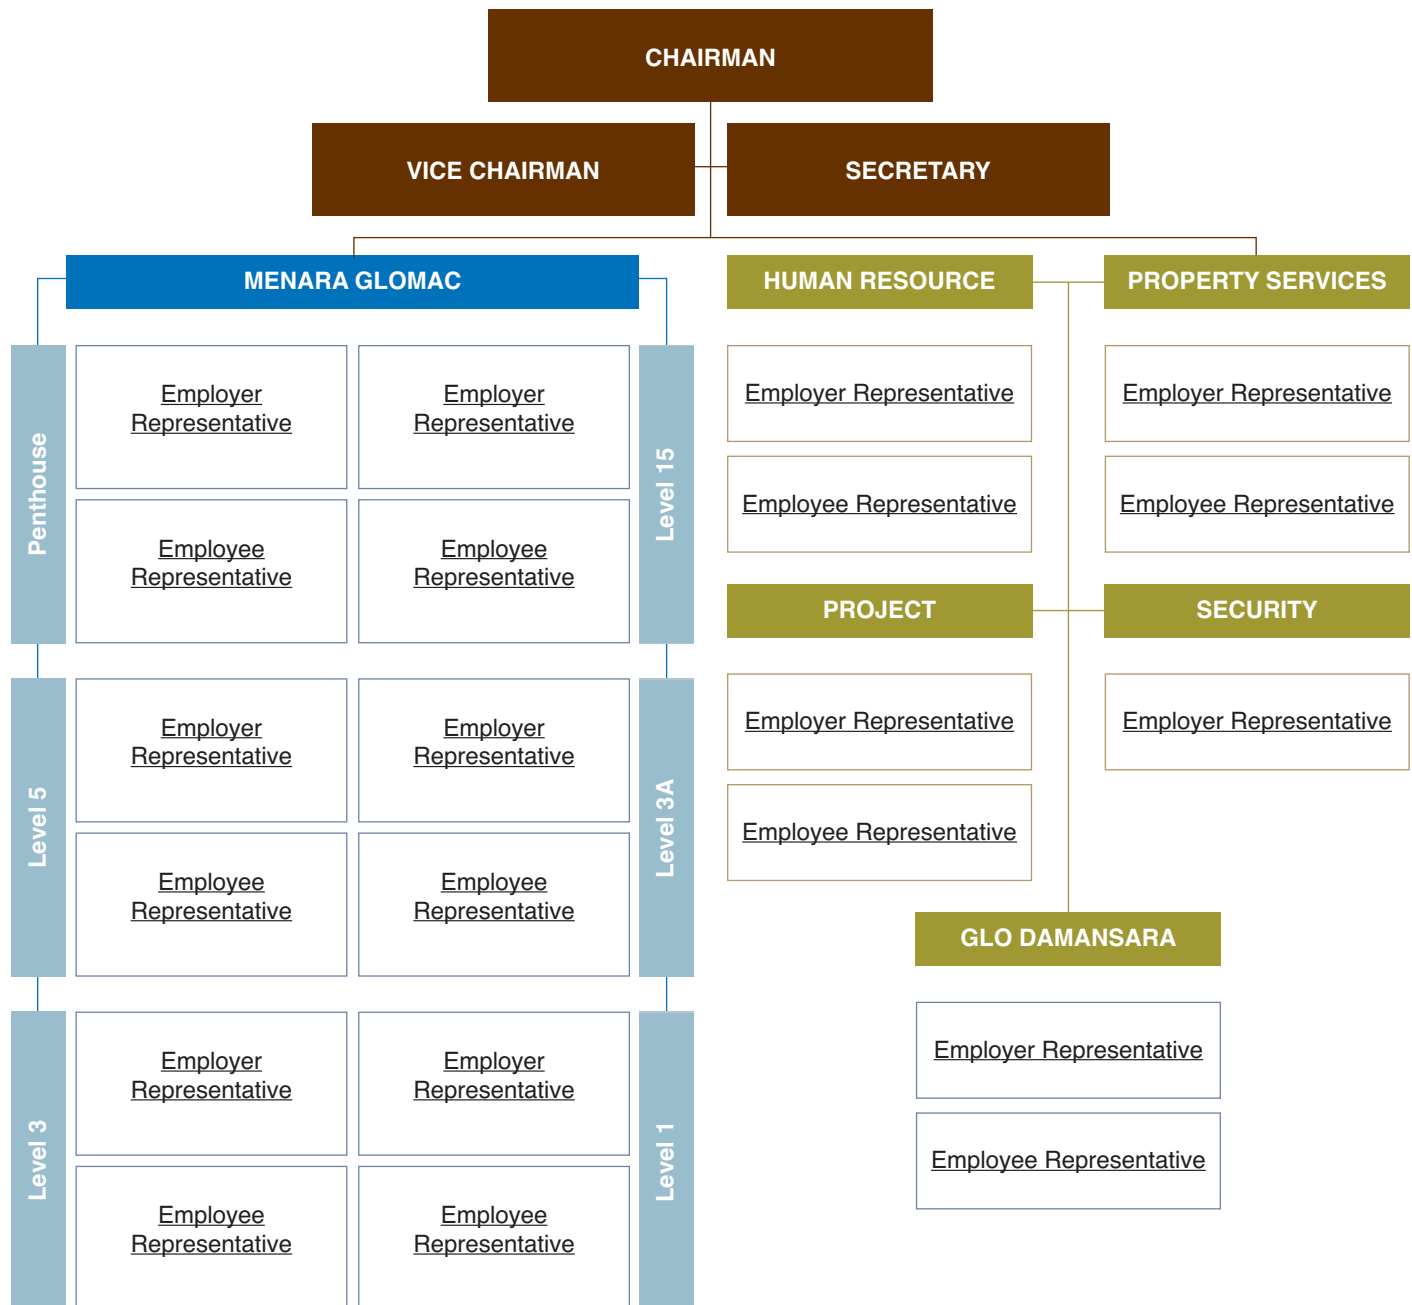 CHAIRMAN
VICE CHAIRMAN
SECRETARY
MENARA GLOMAC
Penthouse
Employer
Representative
Employee
Representative
Employer
Representative
Employee
Representative
Level 15
Level 5
Employer
Representative
Employee
Representative
Employer
Representative
Employee
Representative
Level 3A
Level 3
Employer
Representative
Employee
Representative
Employer
Representative
Employee
Representative
Level 1
HUMAN RESOURCE
Employer Representative
Employee Representative
PROPERTY SERVICES
Employer Representative
Employee Representative
PROJECT
Employer Representative
Employee Representative
SECURITY
Employer Representative
GLO DAMANSARA
Employer Representative
Employee Representative